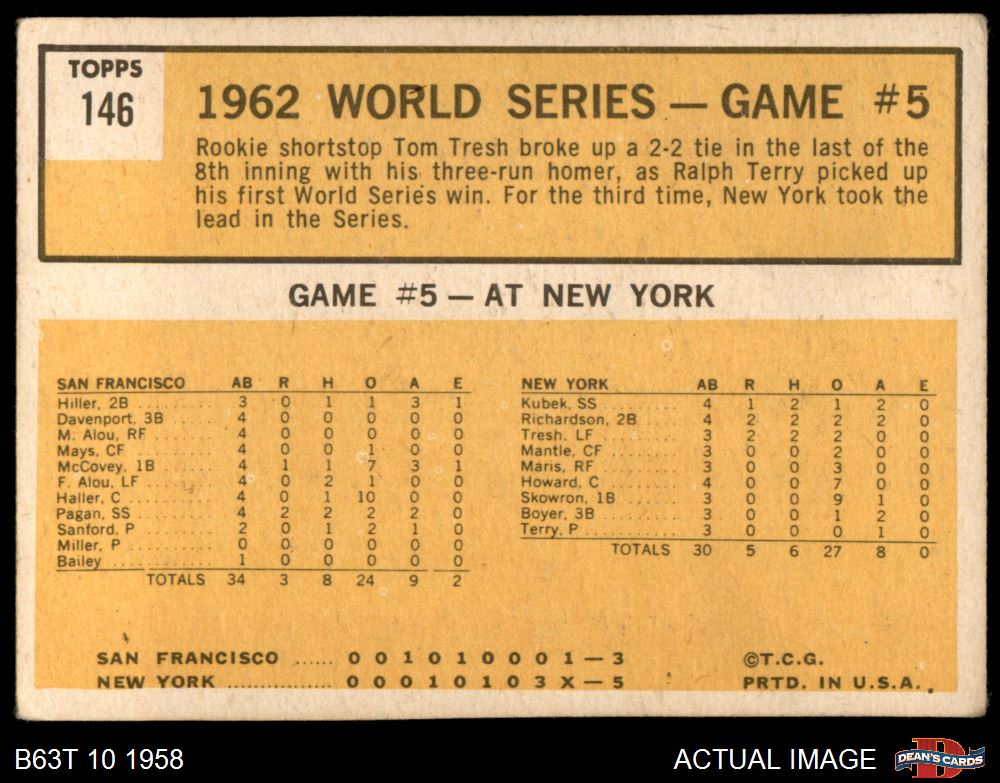 TOPPS
146
1962 WORLD SERIES — GAME #5
Rookie shortstop Tom Tresh broke up a 2-2 tie in the last of the
8th inning with his three-run homer, as Ralph Terry picked up
his first World Series win. For the third time, New York took the
lead in the Series.
GAME #5 — AT NEW YORK
SAN FRANCISCO AB R H O A E
Hiller, 2B 3 0 1 1 3 1
Davenport, 3B 4 0 0 0 0 0
M. Alou, RF 4 0 0 0 0 0
Mays, CF 4 0 0 1 0 0
McCovey, 1B 4 1 1 7 3 1
F. Alou, LF 4 0 2 1 0 0
Haller, C 4 0 1 10 0 0
Pagan, SS 4 2 2 2 2 0
Sanford, P 2 0 1 2 1 0
Miller, P 0 0 0 0 0 0
Bailey 1 0 0 0 0 0
TOTALS 34 3 8 24 9 2
NEW YORK AB R H O A E
Kubek, SS 4 1 2 1 2 0
Richardson, 2B 4 2 2 2 2 0
Tresh, LF 3 2 2 2 0 0
Mantle, CF 3 0 0 2 0 0
Maris, RF 3 0 0 3 0 0
Howard, C 4 0 0 7 0 0
Skowron, 1B 3 0 0 9 1 0
Boyer, 3B 3 0 0 1 2 0
Terry, P 3 0 0 0 1 0
TOTALS 30 5 6 27 8 0
SAN FRANCISCO ...... 0 0 1 0 1 0 0 0 1 — 3
NEW YORK ............... 0 0 0 1 0 1 0 3 X — 5
©T.C.G.
PRTD. IN U.S.A.
B63T 10 1958
ACTUAL IMAGE
D
DEAN'S CARDS